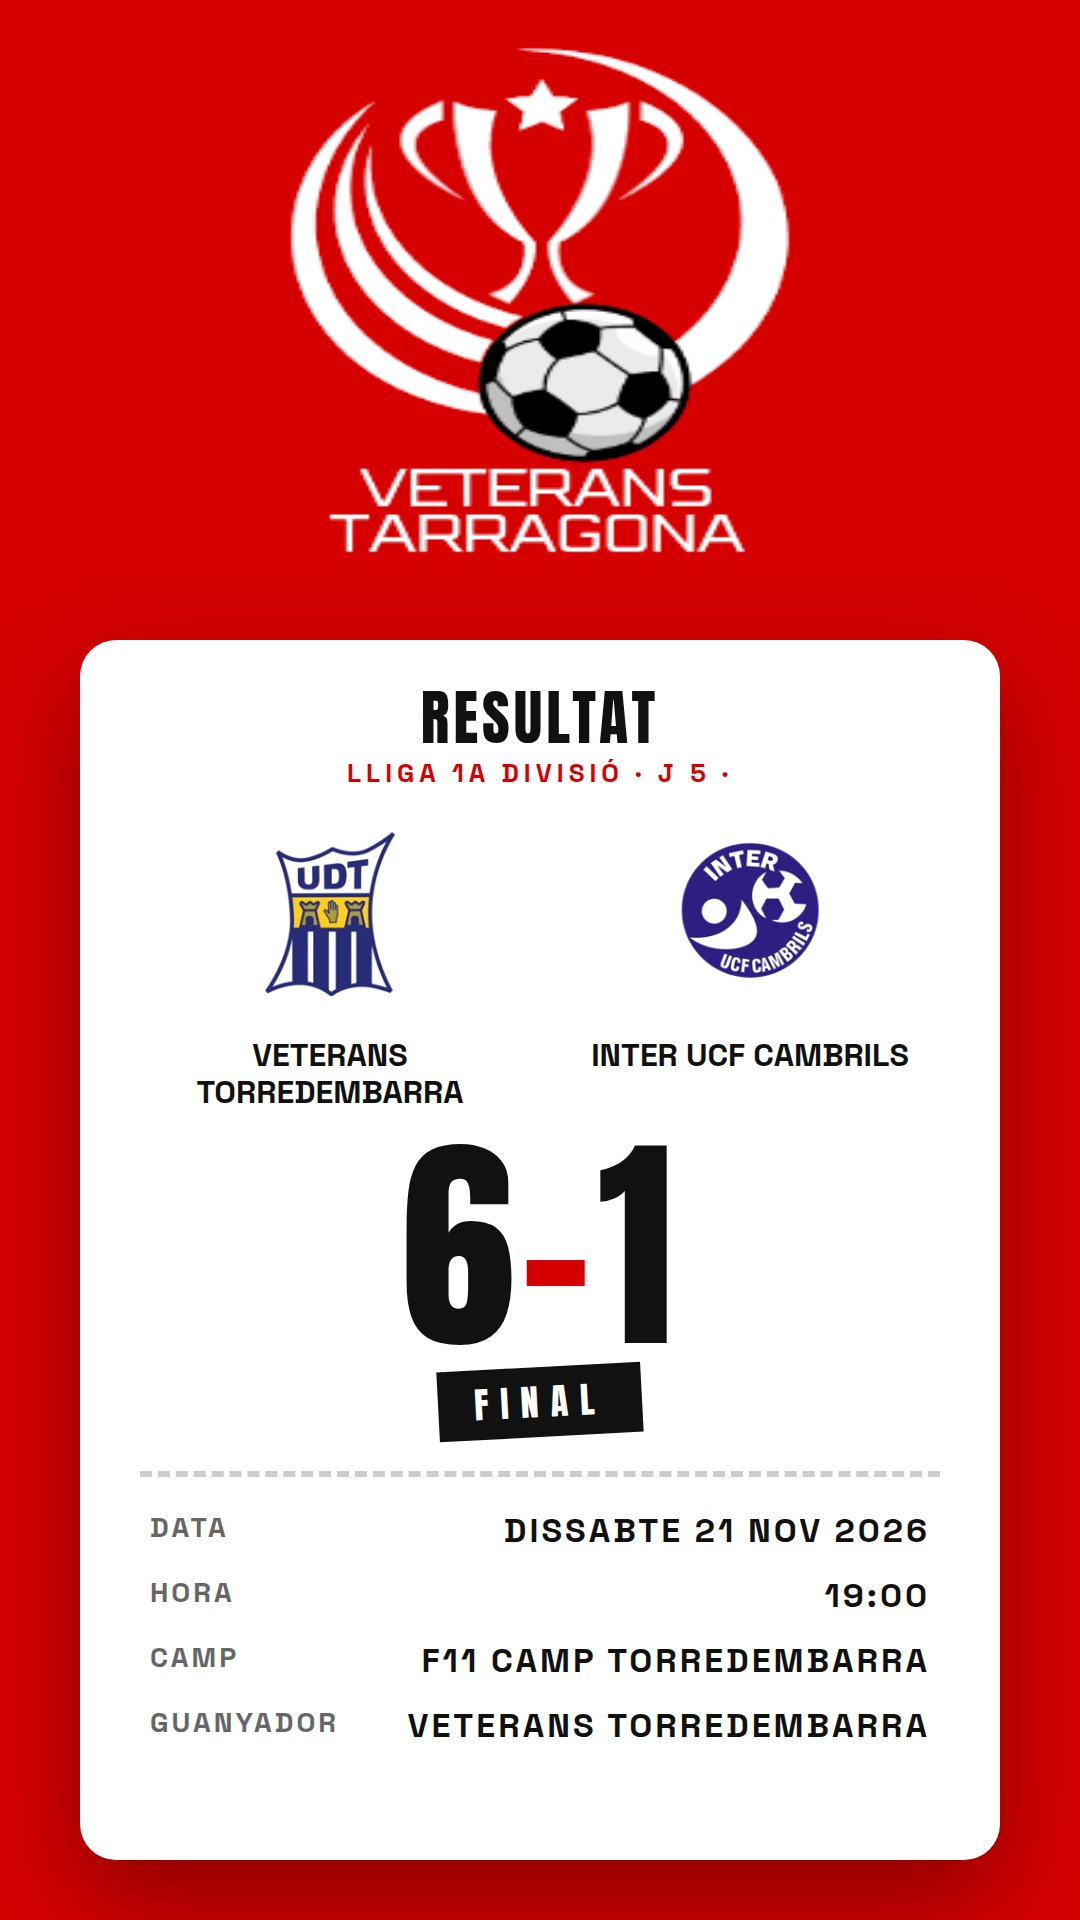 VETERANS
TARRAGONA
RESULTAT
LLIGA 1A DIVISIÓ · J 5 ·
UDT
INTER
UCF CAMBRILS
VETERANS
TORREDEMBARRA
INTER UCF CAMBRILS
6-1
FINAL
DATA DISSABTE 21 NOV 2026
HORA 19:00
CAMP F11 CAMP TORREDEMBARRA
GUANYADOR VETERANS TORREDEMBARRA